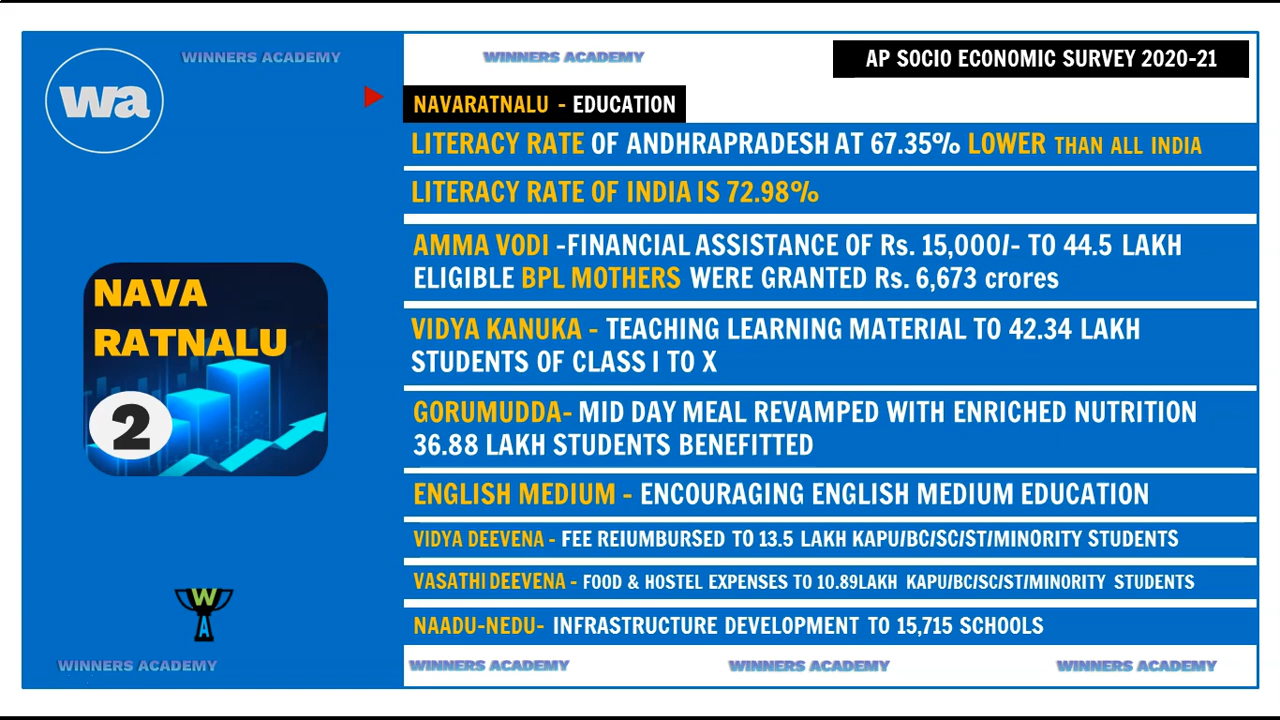 WINNERS ACADEMY
WINNERS ACADEMY
AP SOCIO ECONOMIC SURVEY 2020-21
wa
NAVARATNALU - EDUCATION
LITERACY RATE OF ANDHRAPRADESH AT 67.35% LOWER THAN ALL INDIA
LITERACY RATE OF INDIA IS 72.98%
AMMA VODI -FINANCIAL ASSISTANCE OF Rs. 15,000/- TO 44.5 LAKH
ELIGIBLE BPL MOTHERS WERE GRANTED Rs. 6,673 crores
VIDYA KANUKA - TEACHING LEARNING MATERIAL TO 42.34 LAKH
STUDENTS OF CLASS I TO X
GORUMUDDA- MID DAY MEAL REVAMPED WITH ENRICHED NUTRITION
36.88 LAKH STUDENTS BENEFITTED
ENGLISH MEDIUM - ENCOURAGING ENGLISH MEDIUM EDUCATION
VIDYA DEEVENA - FEE REIUMBURSED TO 13.5 LAKH KAPU/BC/SC/ST/MINORITY STUDENTS
VASATHI DEEVENA - FOOD & HOSTEL EXPENSES TO 10.89LAKH KAPU/BC/SC/ST/MINORITY STUDENTS
NAADU-NEDU- INFRASTRUCTURE DEVELOPMENT TO 15,715 SCHOOLS
NAVA
RATNALU
2
W
A
WINNERS ACADEMY
WINNERS ACADEMY
WINNERS ACADEMY
WINNERS ACADEMY